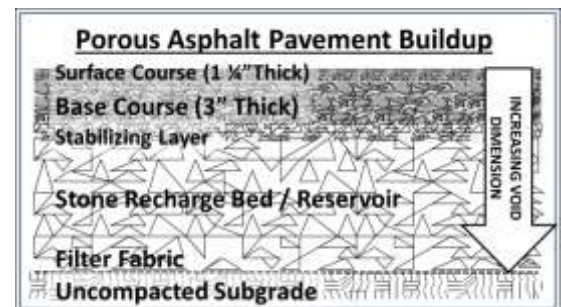 Porous Asphalt Pavement Buildup
Surface Course (1 ¼”Thick)
Base Course (3” Thick)
Stabilizing Layer
Stone Recharge Bed / Reservoir
Filter Fabric
Uncompacted Subgrade
INCREASING VOID
DIMENSION